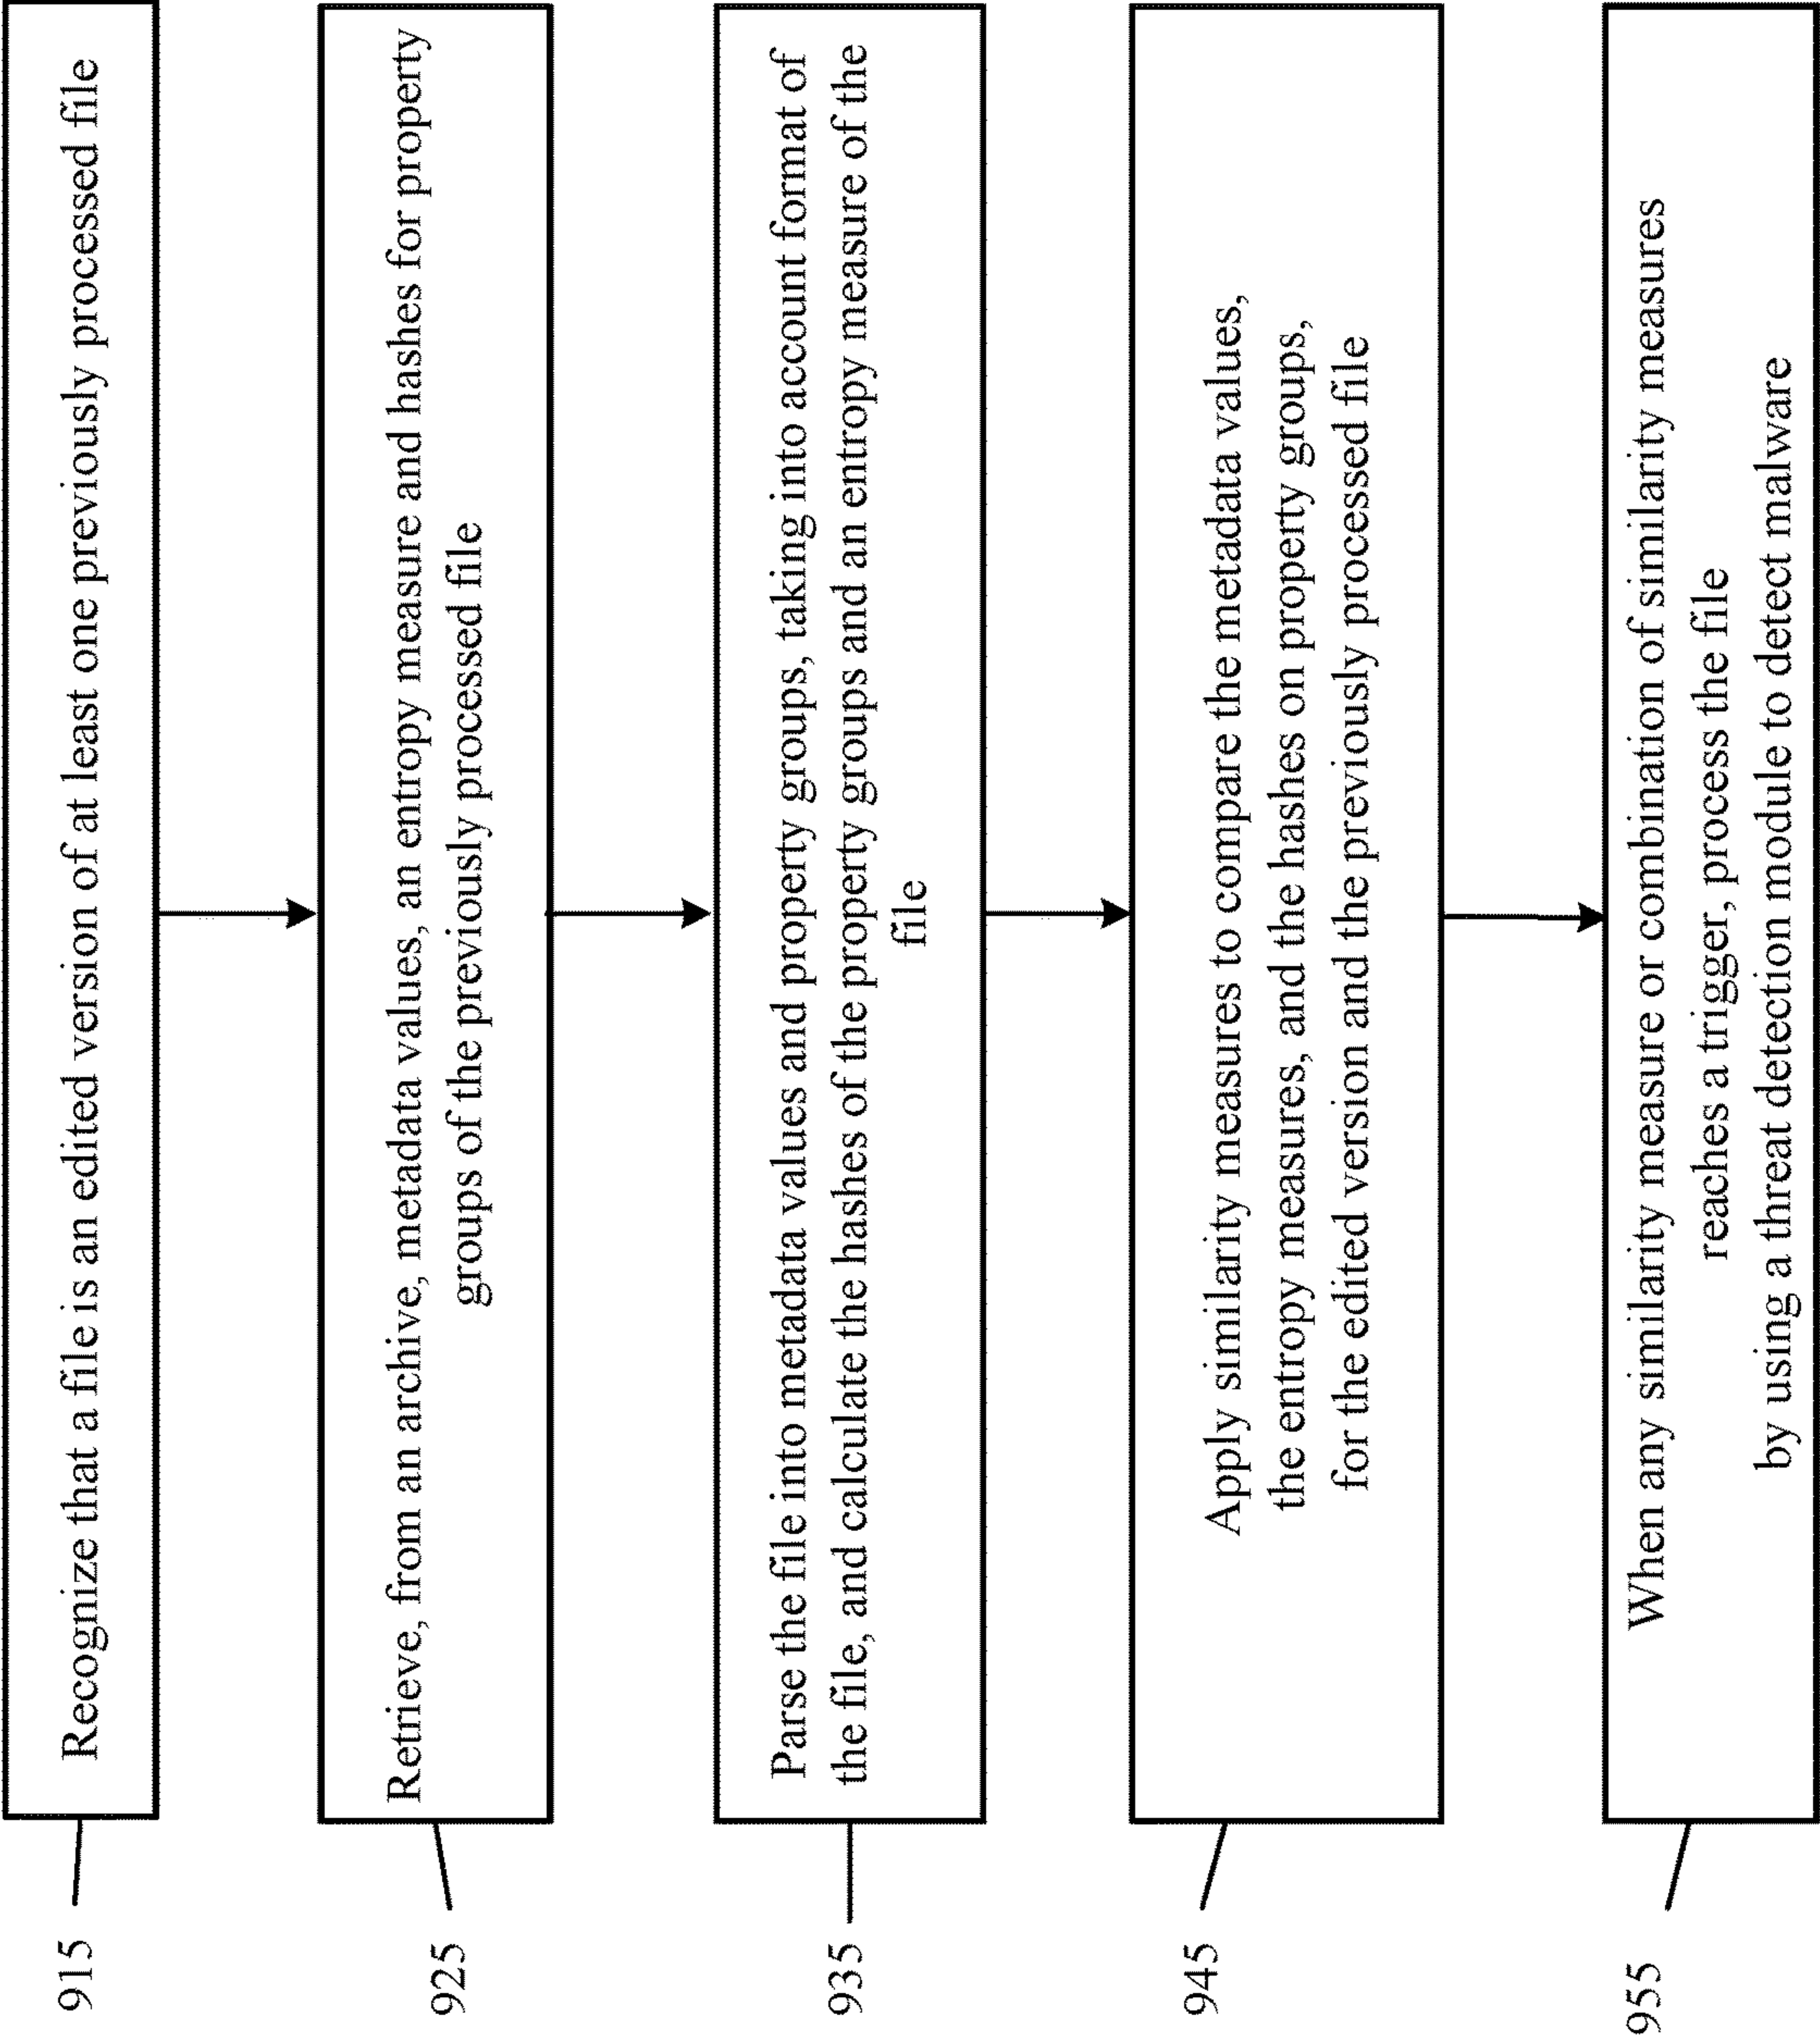 915
Recognize that a file is an edited version of at least one previously processed file
925
Retrieve, from an archive, metadata values, an entropy measure and hashes for property
groups of the previously processed file
935
Parse the file into metadata values and property groups, taking into account format of
the file, and calculate the hashes of the property groups and an entropy measure of the
file
945
Apply similarity measures to compare the metadata values,
the entropy measures, and the hashes on property groups,
for the edited version and the previously processed file
955
When any similarity measure or combination of similarity measures
reaches a trigger, process the file
by using a threat detection module to detect malware